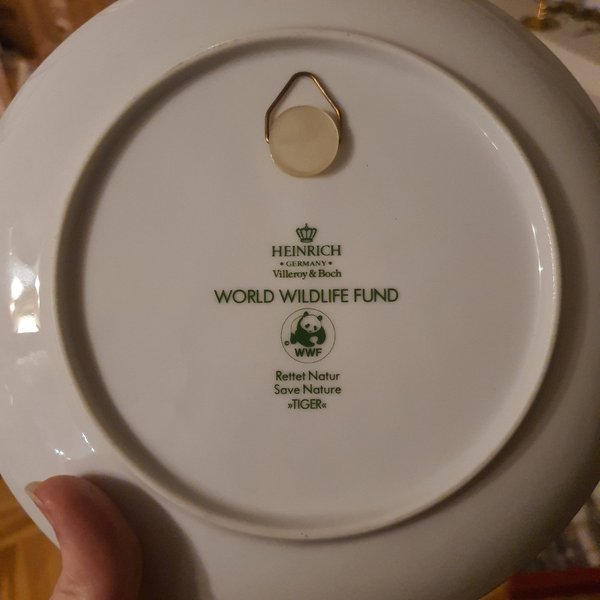 HEINRICH
• GERMANY •
Villeroy & Boch
WORLD WILDLIFE FUND
©
WWF
Rettet Natur
Save Nature
»TIGER«